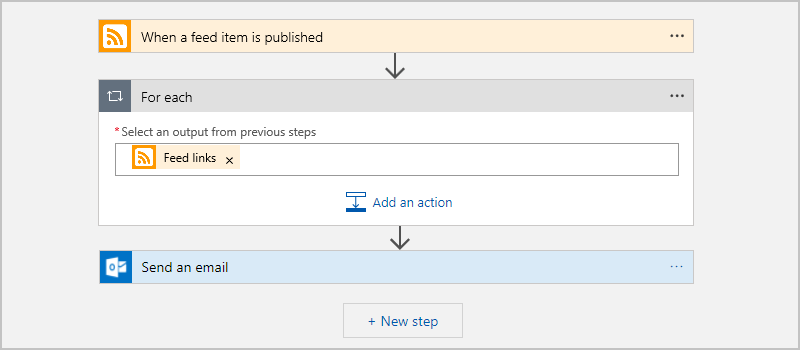 When a feed item is published
For each
*Select an output from previous steps
Feed links ×
Add an action
Send an email
+ New step